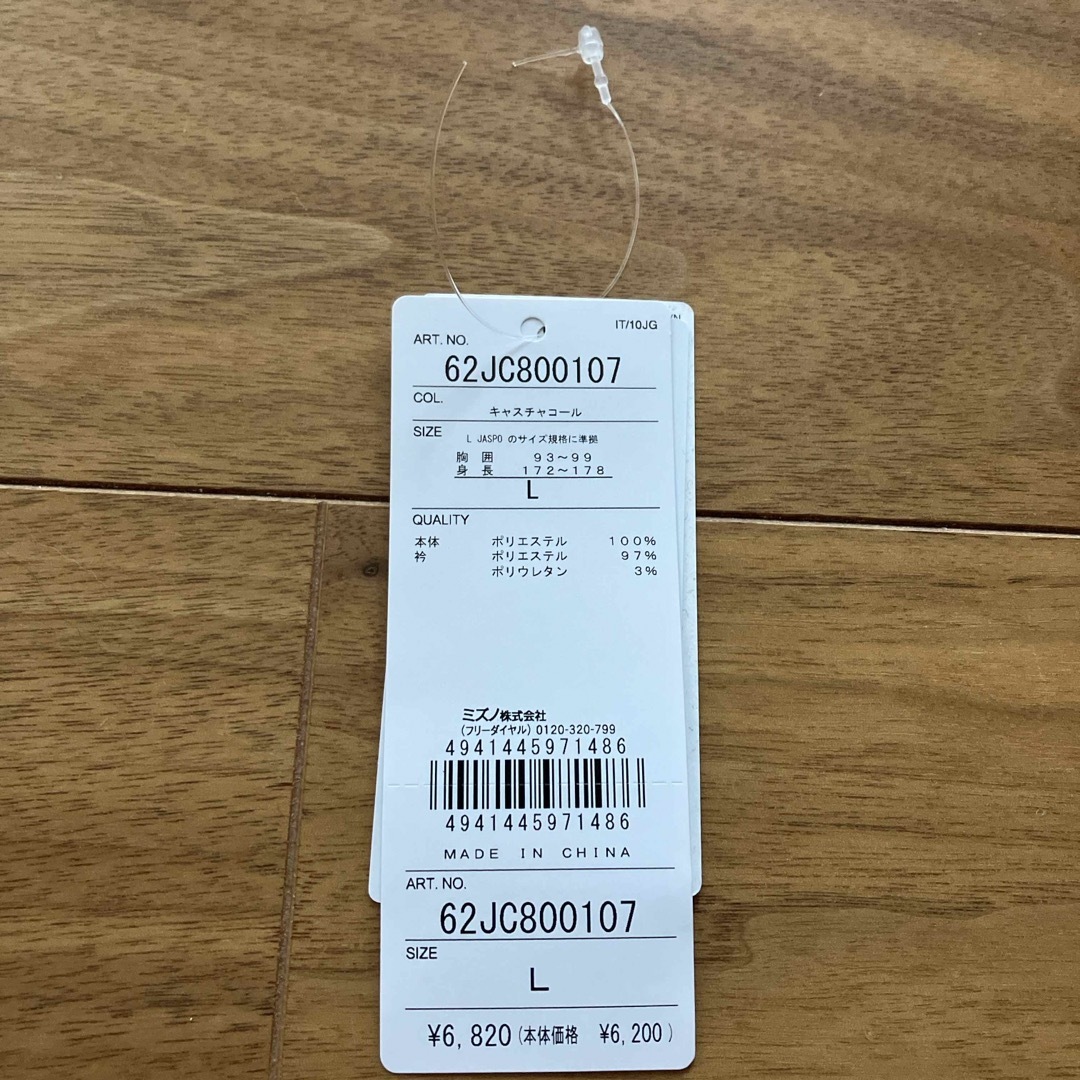 IT/10JG
ART. NO.
62JC800107
COL.
キャスチャコール
SIZE
L JASPO のサイズ規格に準拠
胸 囲 93～99
身 長 172～178
L
QUALITY
本体 ポリエステル 100%
衿 ポリエステル 97%
ポリウレタン 3%
ミズノ株式会社
(フリーダイヤル) 0120-320-799
4941445971486
4941445971486
MADE IN CHINA
ART. NO.
62JC800107
SIZE
L
¥6,820(本体価格 ¥6,200)